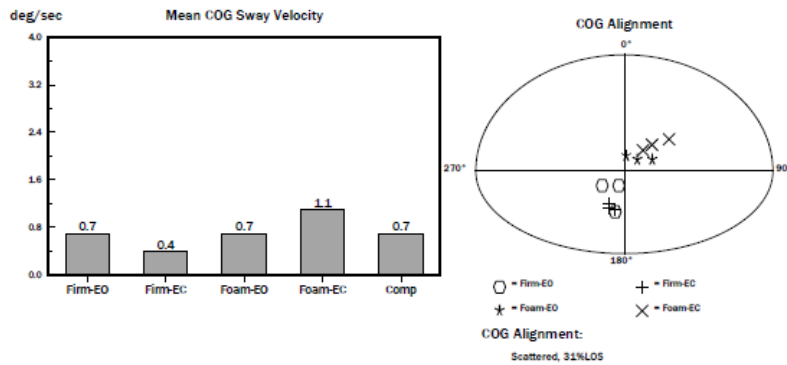 deg/sec
Mean COG Sway Velocity
4.0
3.2
2.4
1.6
0.8
0.0
0.7
0.4
0.7
1.1
0.7
Firm-EO
Firm-EC
Foam-EO
Foam-EC
Comp
COG Alignment
0°
270°
90
180°
= Firm-EO
= Firm-EC
= Foam-EO
= Foam-EC
COG Alignment:
Scattered, 31%LOS